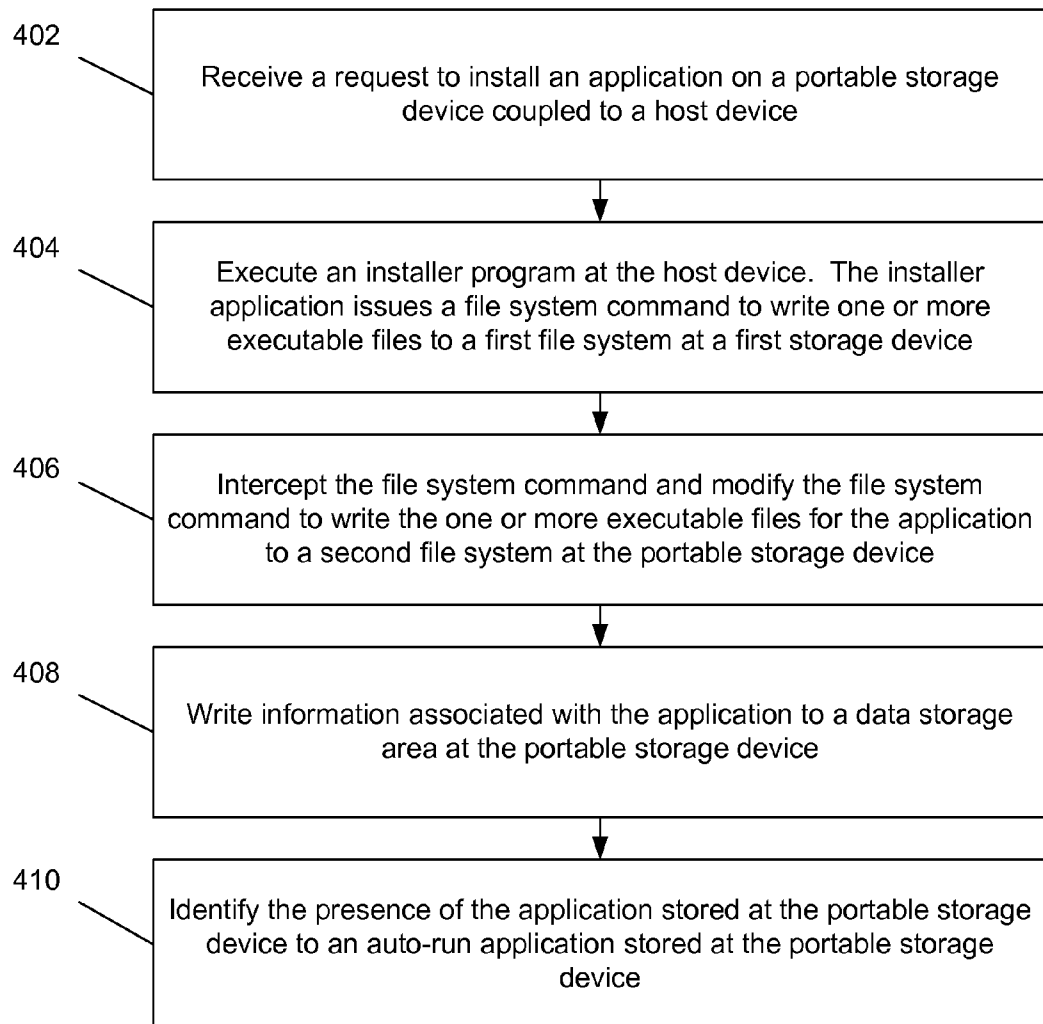 402
Receive a request to install an application on a portable storage
device coupled to a host device
404
Execute an installer program at the host device.  The installer
application issues a file system command to write one or more
executable files to a first file system at a first storage device
406
Intercept the file system command and modify the file system
command to write the one or more executable files for the application
to a second file system at the portable storage device
408
Write information associated with the application to a data storage
area at the portable storage device
410
Identify the presence of the application stored at the portable storage
device to an auto-run application stored at the portable storage
device